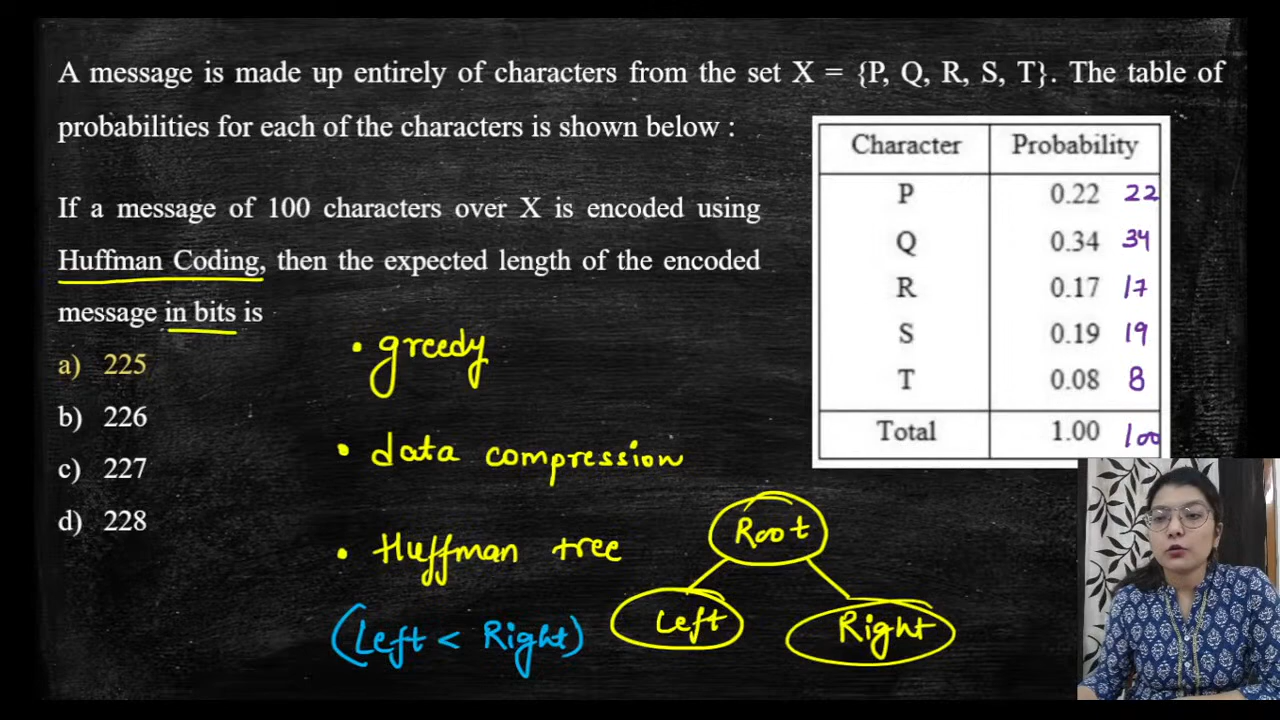 A message is made up entirely of characters from the set X = {P, Q, R, S, T}. The table of
probabilities for each of the characters is shown below :
If a message of 100 characters over X is encoded using
Huffman Coding, then the expected length of the encoded
message in bits is
a) 225
b) 226
c) 227
d) 228
• greedy
• data compression
• Huffman tree
(Left < Right)
Character Probability
P 0.22 22
Q 0.34 34
R 0.17 17
S 0.19 19
T 0.08 8
Total 1.00 100
Root
Left Right